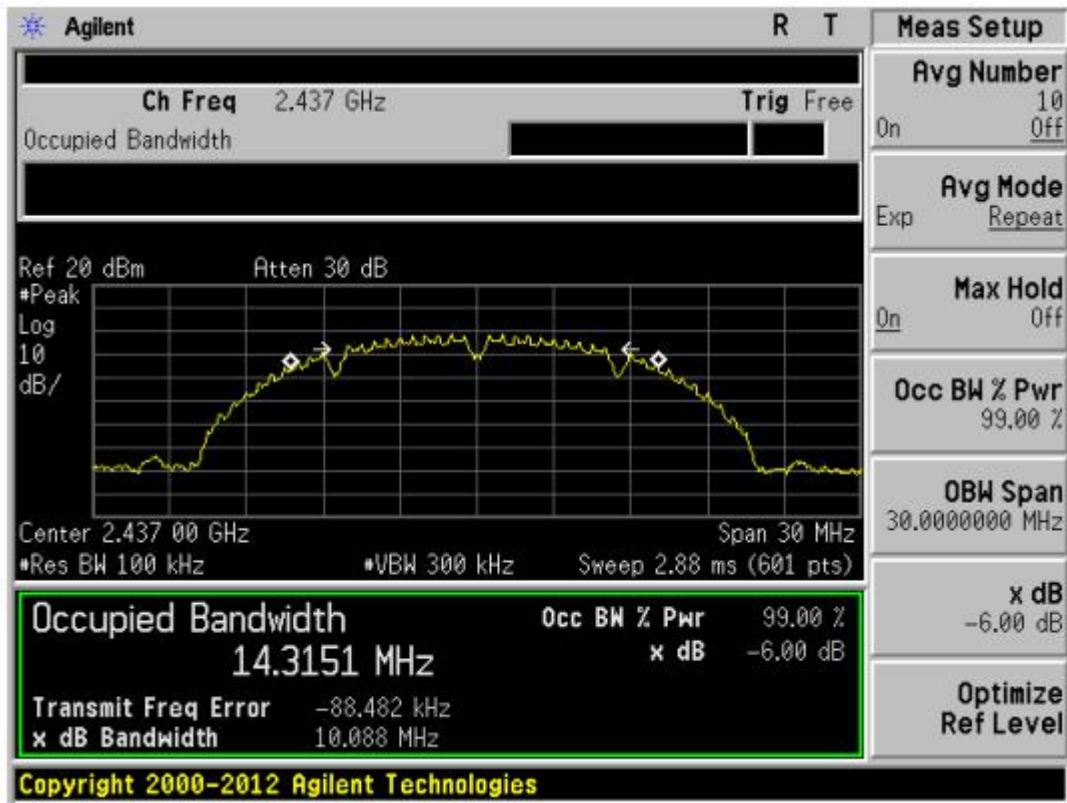 Agilent R T
Meas Setup
Ch Freq 2.437 GHz Trig Free
Occupied Bandwidth
Ref 20 dBm Atten 30 dB
#Peak
Log
10
dB/
Center 2.437 00 GHz Span 30 MHz
#Res BW 100 kHz #VBW 300 kHz Sweep 2.88 ms (601 pts)
Occupied Bandwidth
14.3151 MHz
Occ BW % Pwr 99.00 %
x dB -6.00 dB
Transmit Freq Error -88.482 kHz
x dB Bandwidth 10.088 MHz
Copyright 2000-2012 Agilent Technologies
Avg Number
10
On Off
Avg Mode
Exp Repeat
Max Hold
On Off
Occ BW % Pwr
99.00 %
OBW Span
30.0000000 MHz
x dB
-6.00 dB
Optimize
Ref Level